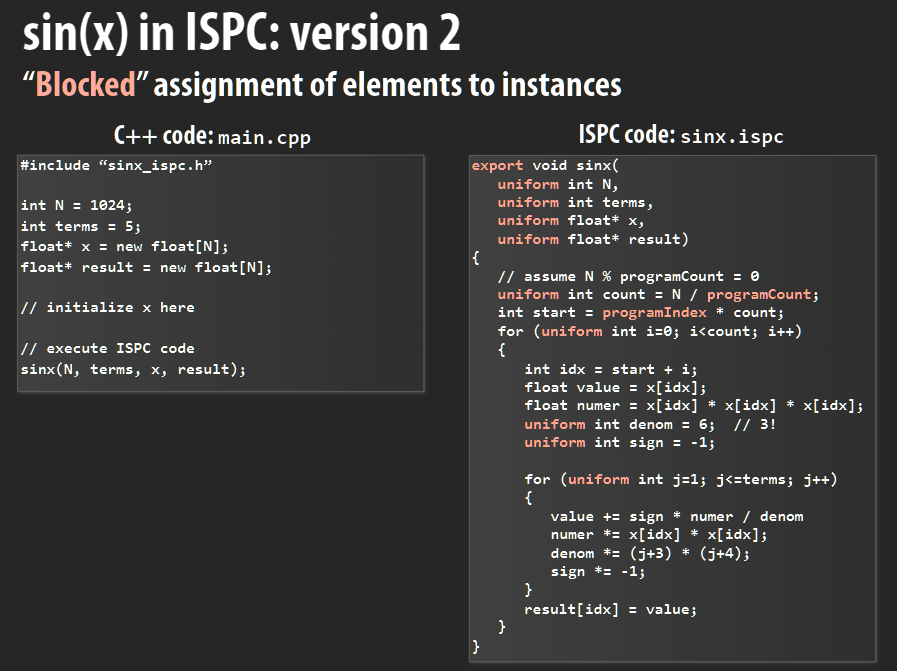 sin(x) in ISPC: version 2
“Blocked” assignment of elements to instances
C++ code: main.cpp
#include “sinx_ispc.h”
int N = 1024;
int terms = 5;
float* x = new float[N];
float* result = new float[N];
// initialize x here
// execute ISPC code
sinx(N, terms, x, result);
ISPC code: sinx.ispc
export void sinx(
uniform int N,
uniform int terms,
uniform float* x,
uniform float* result)
{
// assume N % programCount = 0
uniform int count = N / programCount;
int start = programIndex * count;
for (uniform int i=0; i<count; i++)
{
int idx = start + i;
float value = x[idx];
float numer = x[idx] * x[idx] * x[idx];
uniform int denom = 6;  // 3!
uniform int sign = -1;
for (uniform int j=1; j<=terms; j++)
{
value += sign * numer / denom
numer *= x[idx] * x[idx];
denom *= (j+3) * (j+4);
sign *= -1;
}
result[idx] = value;
}
}